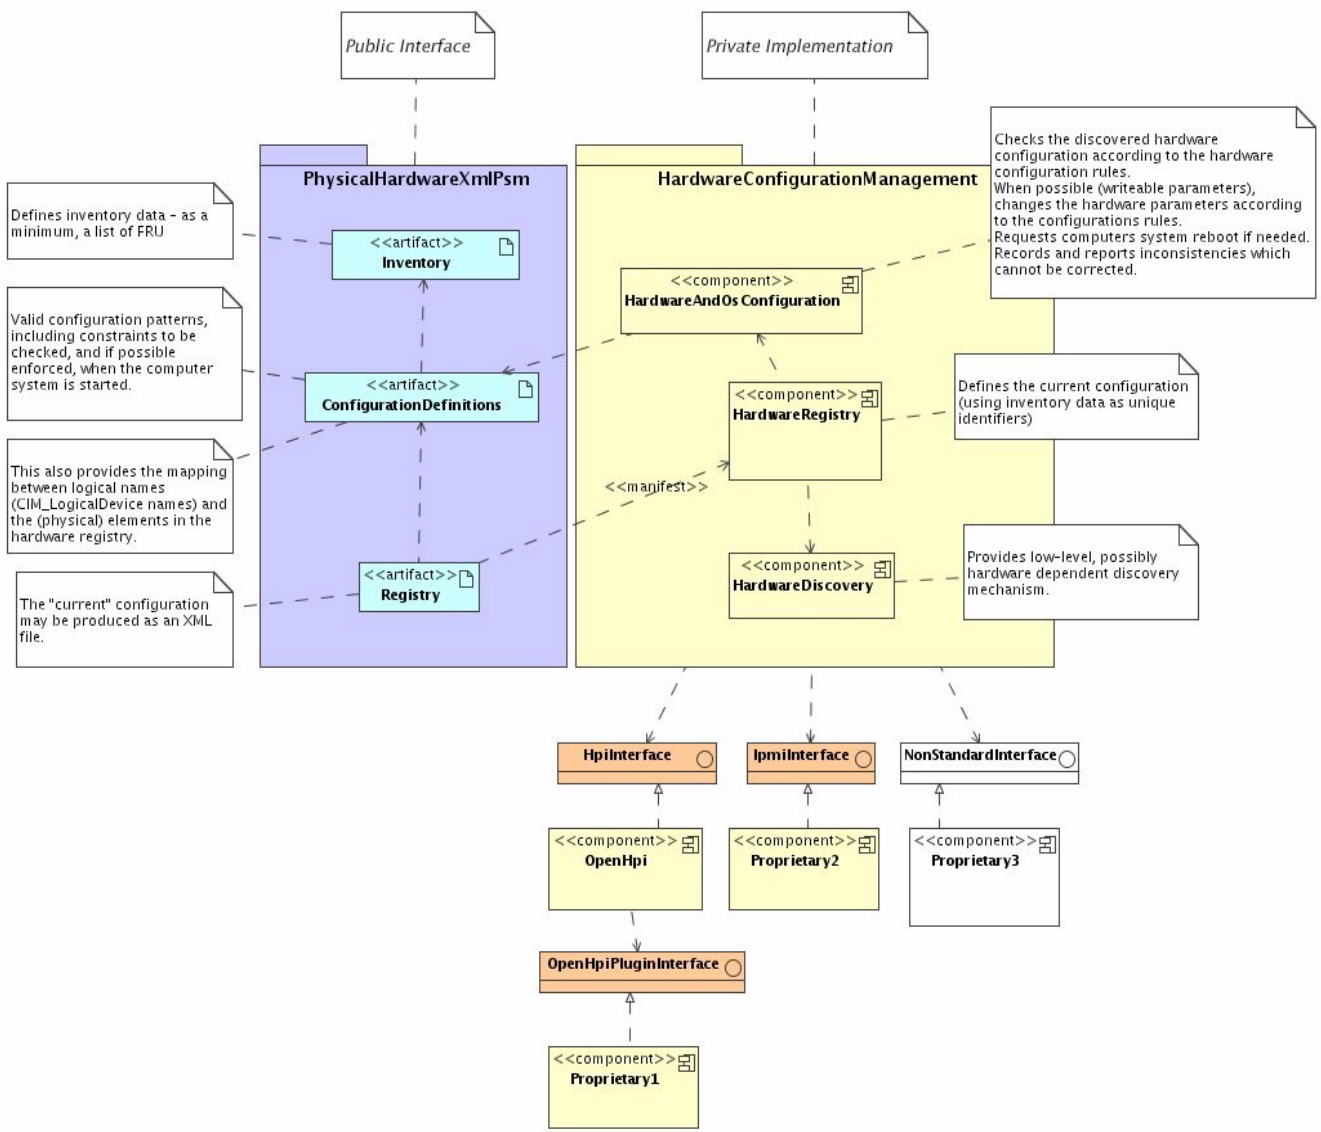 Public Interface
Private Implementation
Checks the discovered hardware
configuration according to the hardware
configuration rules.
When possible (writeable parameters),
changes the hardware parameters according
to the configurations rules.
Requests computers system reboot if needed.
Records and reports inconsistencies which
cannot be corrected.
PhysicalHardwareXmlPsm
HardwareConfigurationManagement
Defines inventory data – as a
minimum, a list of FRU
<<artifact>>
Inventory
<<component>>
HardwareAndOsConfiguration
Valid configuration patterns,
including constraints to be
checked, and if possible
enforced, when the computer
system is started.
<<artifact>>
ConfigurationDefinitions
<<component>>
HardwareRegistry
Defines the current configuration
(using inventory data as unique
identifiers)
This also provides the mapping
between logical names
(CIM_LogicalDevice names) and
the (physical) elements in the
hardware registry.
<<manifest>>
<<artifact>>
Registry
<<component>>
HardwareDiscovery
Provides low-level, possibly
hardware dependent discovery
mechanism.
The "current" configuration
may be produced as an XML
file.
HpiInterface
IpmiInterface
NonStandardInterface
<<component>>
OpenHpi
<<component>>
Proprietary2
<<component>>
Proprietary3
OpenHpiPluginInterface
<<component>>
Proprietary1